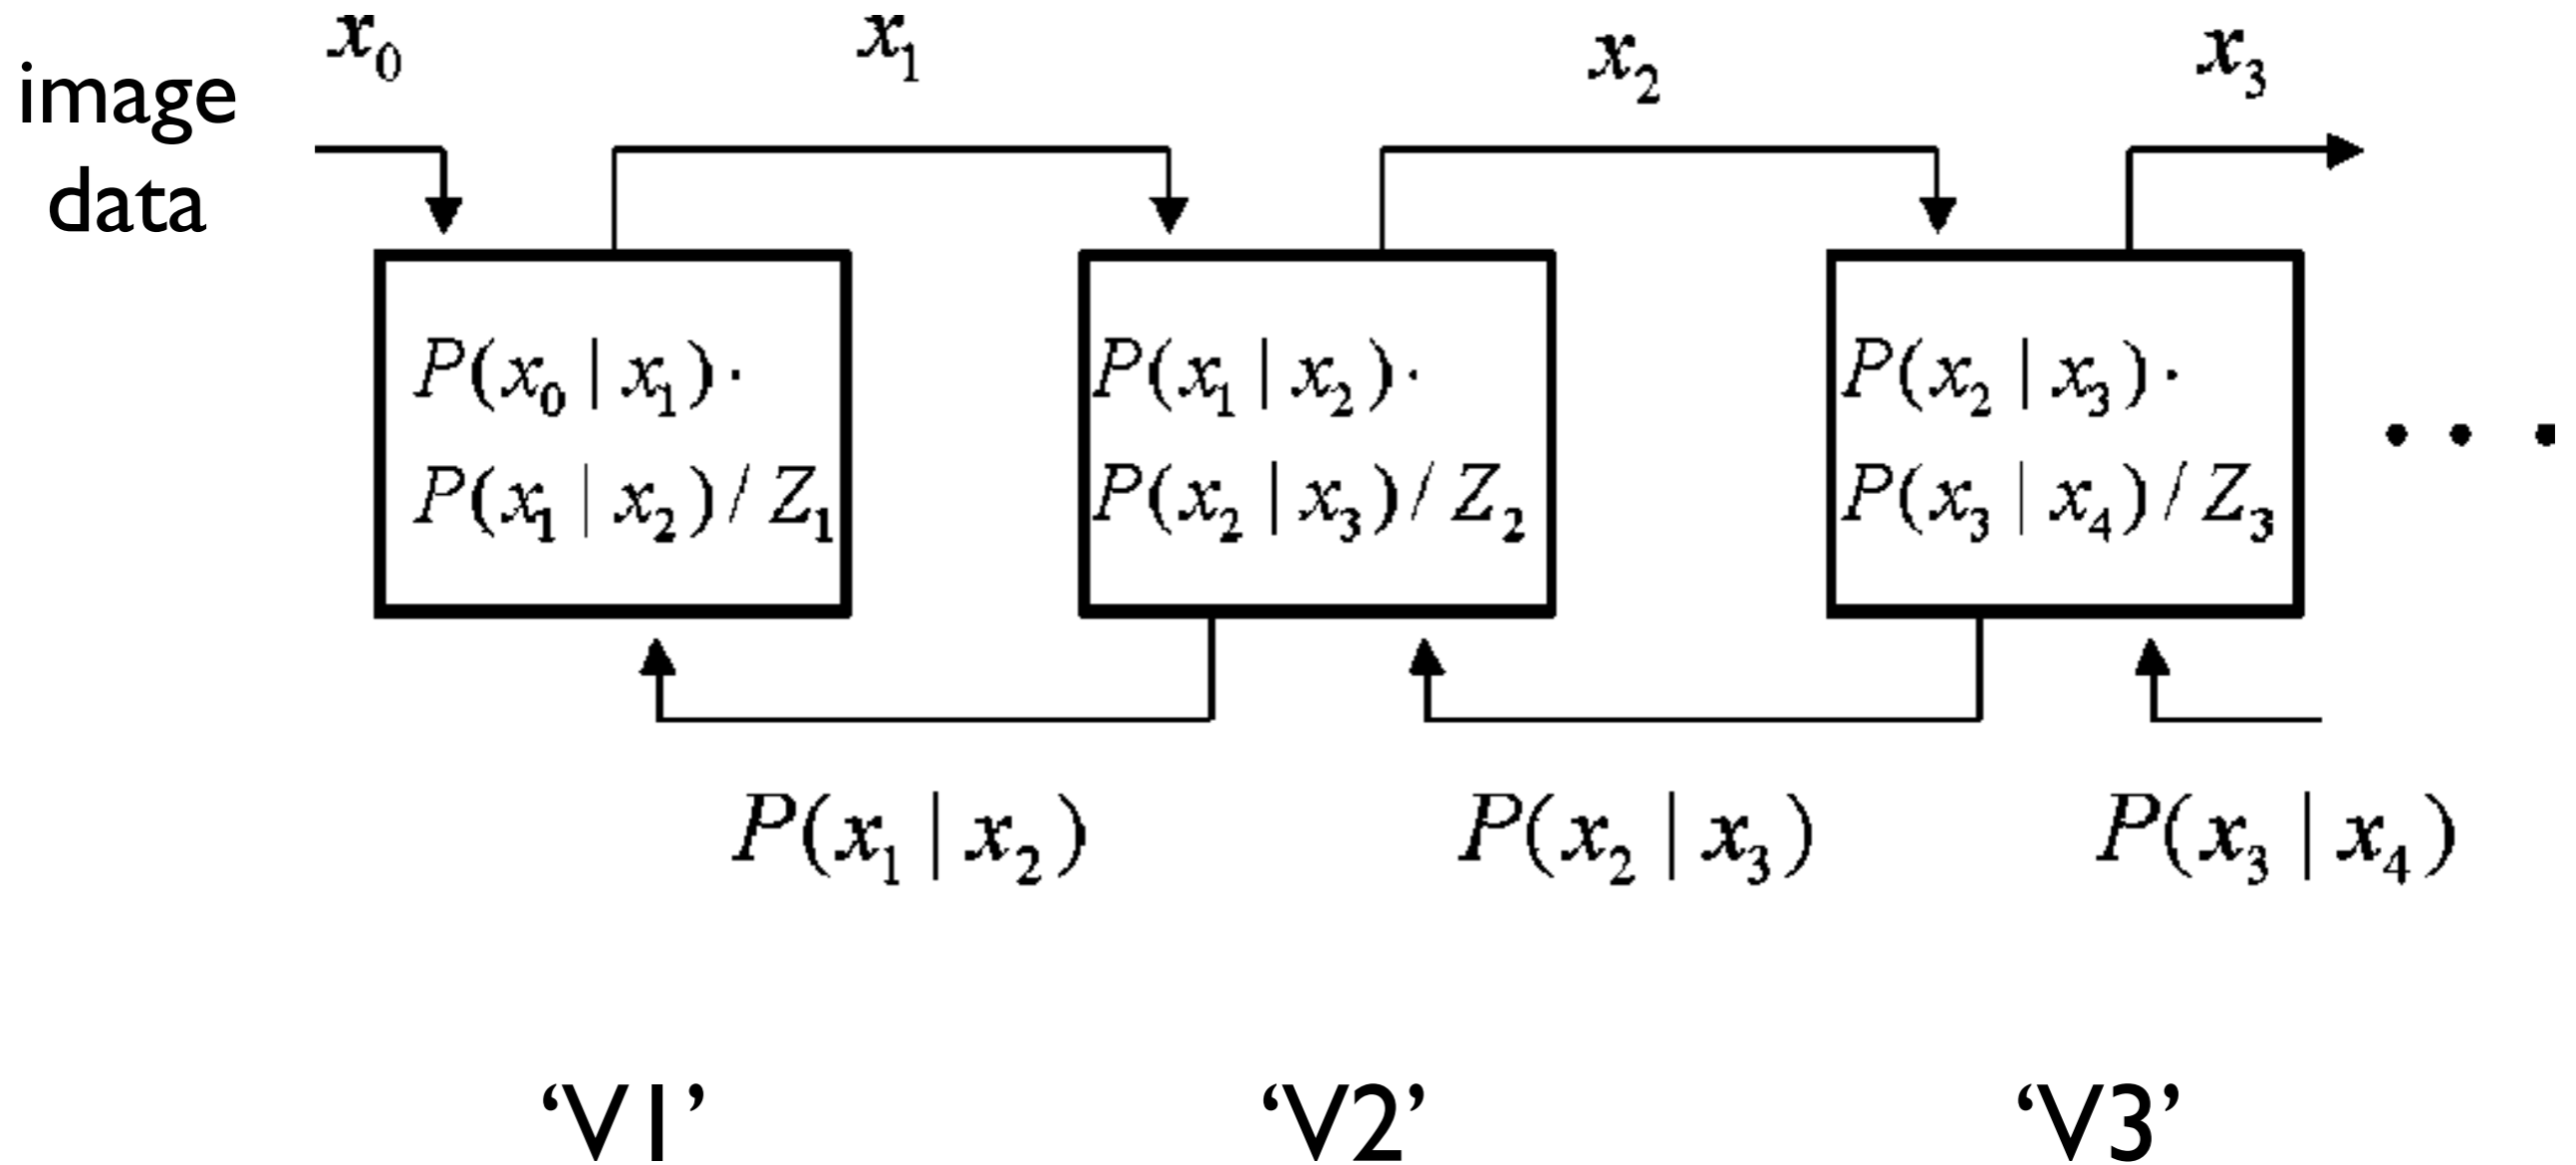 x₀ x₁ x₂ x₃
image
data
P(x₀ | x₁)· P(x₁ | x₂)· P(x₂ | x₃)·
P(x₁ | x₂) / Z₁ P(x₂ | x₃) / Z₂ P(x₃ | x₄) / Z₃
• • •
P(x₁ | x₂) P(x₂ | x₃) P(x₃ | x₄)
‘V1’ ‘V2’ ‘V3’